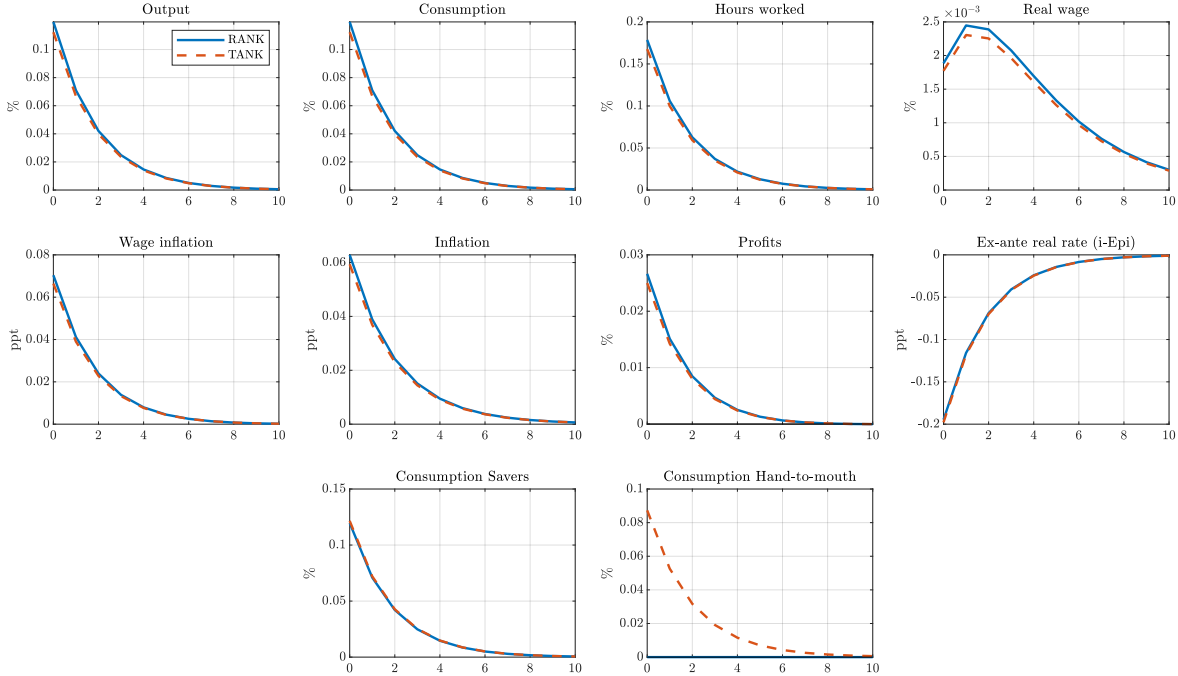 Output
Consumption
Hours worked
Real wage
RANK
TANK
%
0.1
0.08
0.06
0.04
0.02
0
0 2 4 6 8 10
%
0.1
0.08
0.06
0.04
0.02
0
0 2 4 6 8 10
%
0.2
0.15
0.1
0.05
0
0 2 4 6 8 10
×10⁻³
%
2.5
2
1.5
1
0.5
0
0 2 4 6 8 10
Wage inflation
Inflation
Profits
Ex-ante real rate (i-Epi)
ppt
0.08
0.06
0.04
0.02
0
0 2 4 6 8 10
ppt
0.06
0.04
0.02
0
0 2 4 6 8 10
%
0.03
0.02
0.01
0
0 2 4 6 8 10
ppt
0
-0.05
-0.1
-0.15
-0.2
0 2 4 6 8 10
Consumption Savers
Consumption Hand-to-mouth
%
0.15
0.1
0.05
0
0 2 4 6 8 10
%
0.1
0.08
0.06
0.04
0.02
0
0 2 4 6 8 10